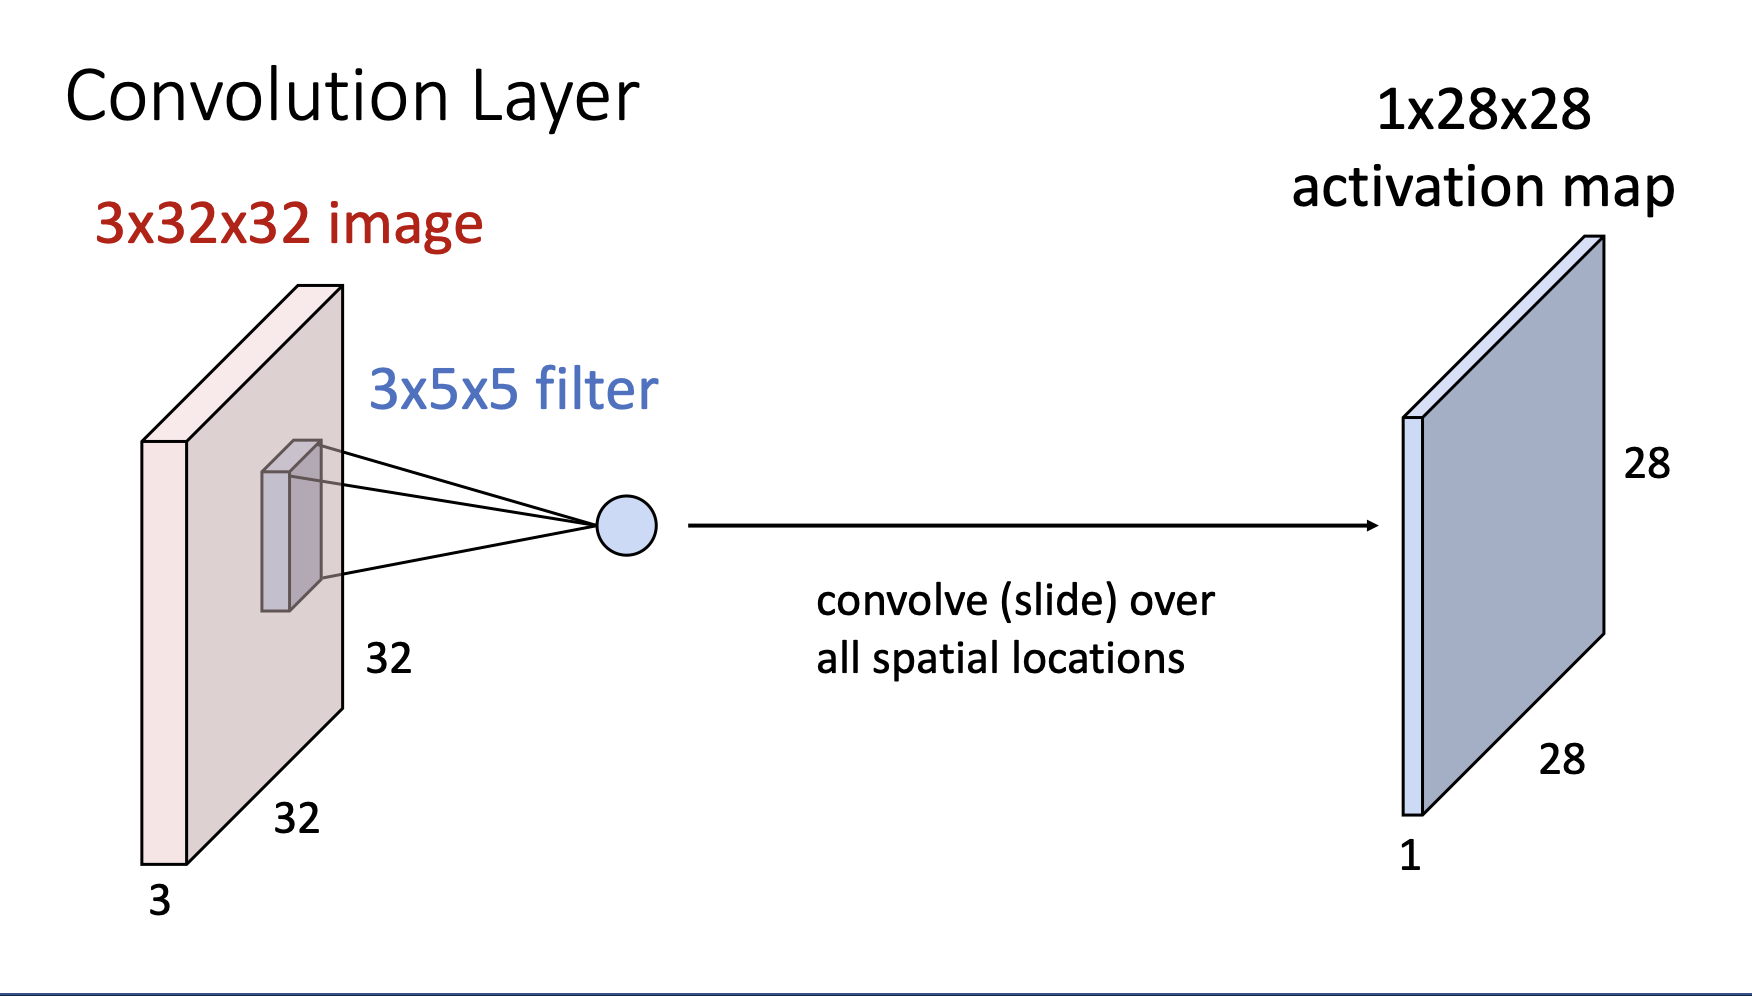 Convolution Layer
3x32x32 image
3x5x5 filter
32
32
3
convolve (slide) over
all spatial locations
1x28x28
activation map
28
28
1